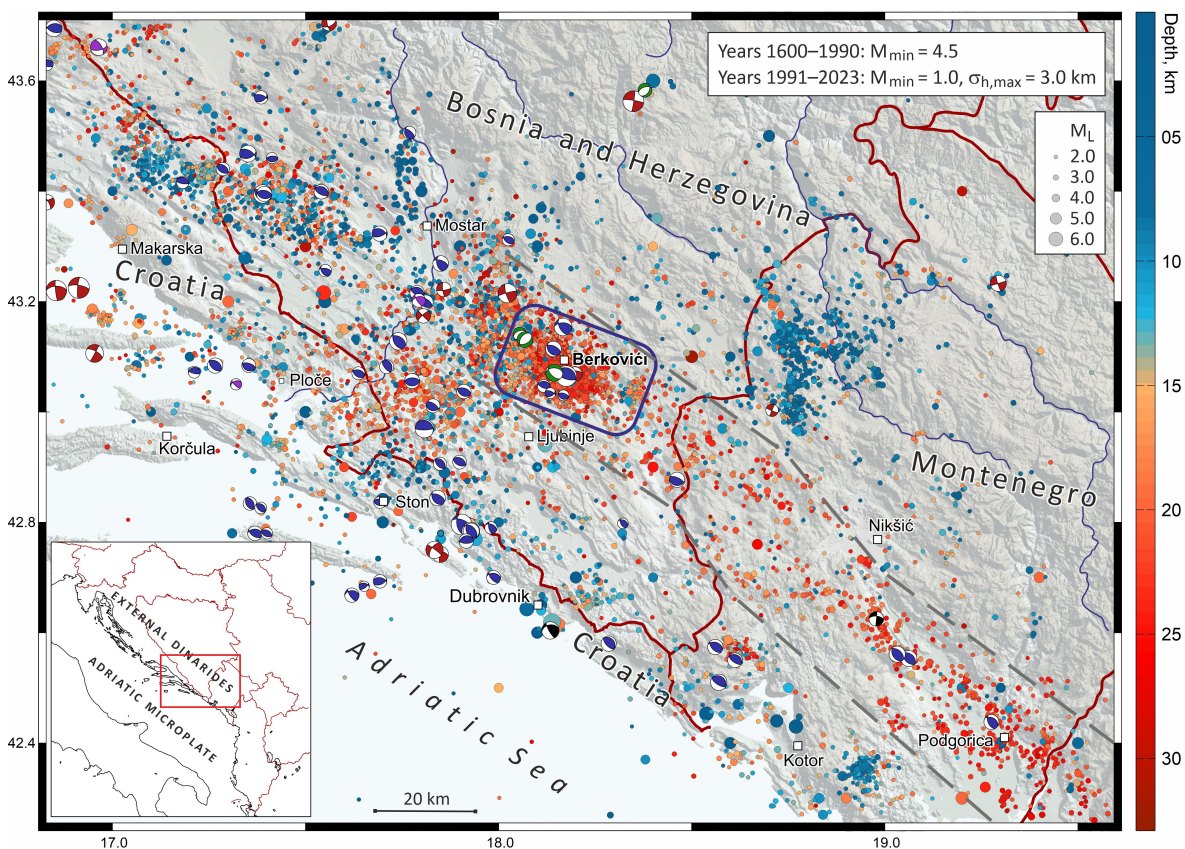 Years 1600–1990: Mmin = 4.5
Years 1991–2023: Mmin = 1.0, σh,max = 3.0 km
ML
2.0
3.0
4.0
5.0
6.0
Depth, km
05
10
15
20
25
30
43.6
43.2
42.8
42.4
17.0
18.0
19.0
Bosnia and Herzegovina
Mostar
Makarska
Croatia
Berkovići
Ploče
Korčula
Ljubinje
Montenegro
Ston
Nikšić
Dubrovnik
Croatia
Adriatic Sea
Podgorica
Kotor
20 km
EXTERNAL DINARIDES
ADRIATIC MICROPLATE